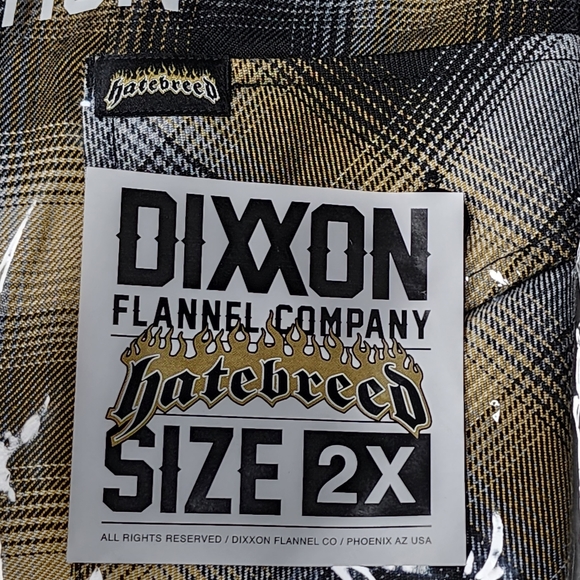 hatebreed
DIXXON
FLANNEL COMPANY
hatebreed
SIZE 2X
ALL RIGHTS RESERVED / DIXXON FLANNEL CO / PHOENIX AZ USA